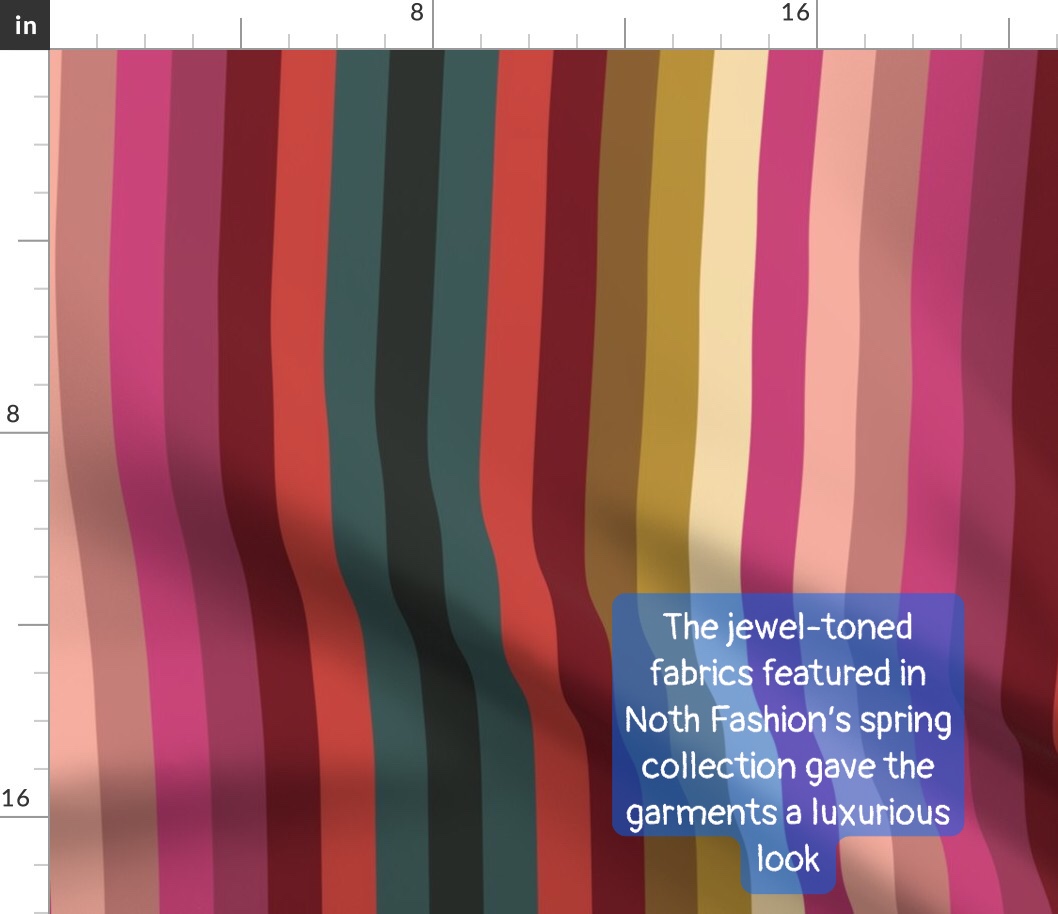 in
8
16
8
16
The jewel-toned
fabrics featured in
Noth Fashion's spring
collection gave the
garments a luxurious
look